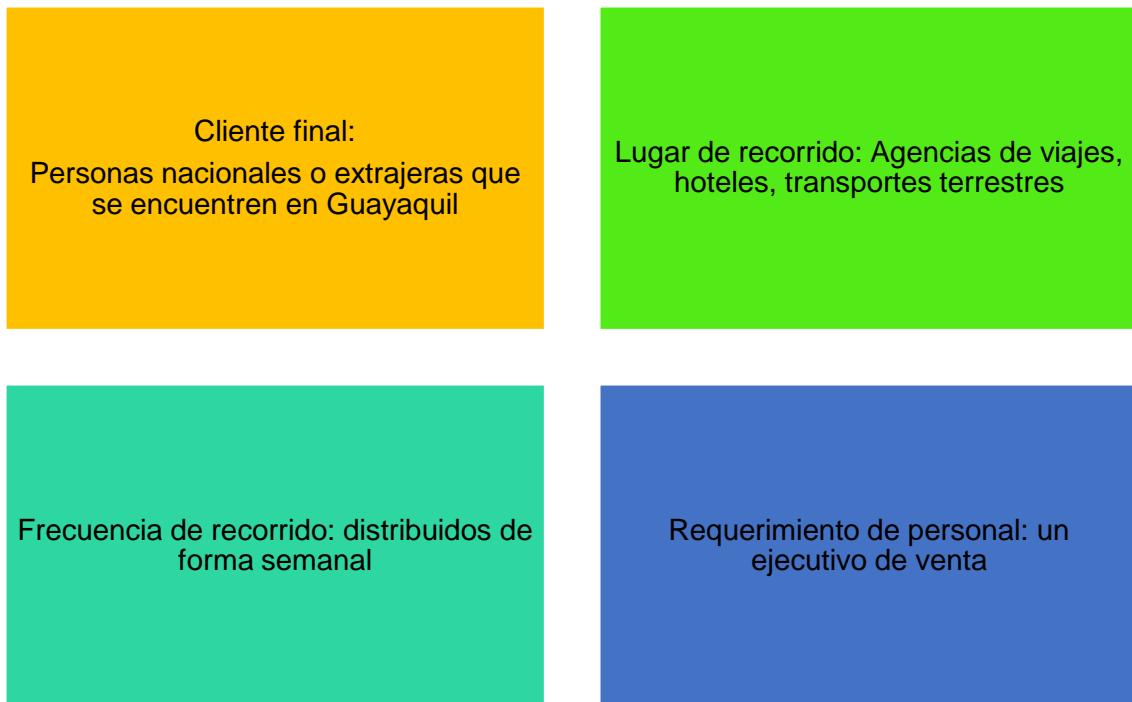 Cliente final:
Personas nacionales o extrajeras que
se encuentren en Guayaquil
Lugar de recorrido: Agencias de viajes,
hoteles, transportes terrestres
Frecuencia de recorrido: distribuidos de
forma semanal
Requerimiento de personal: un
ejecutivo de venta